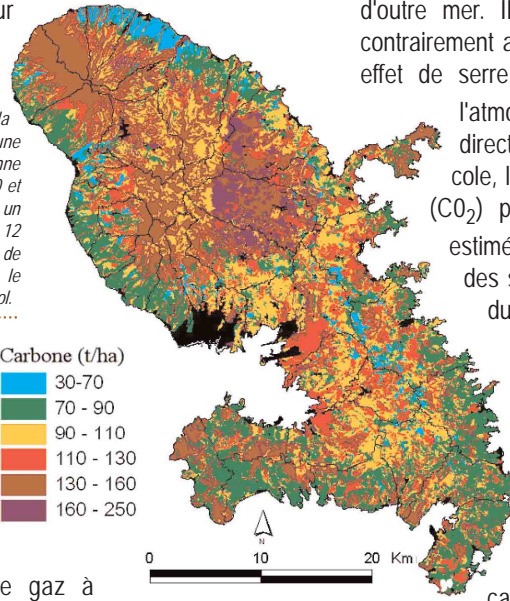 ur
la
une
nne
0 et
un
12
de
le
ol.
Carbone (t/ha)
30-70
70 - 90
90 - 110
110 - 130
130 - 160
160 - 250
N
0 10 20 Km
e gaz à
d'outre mer. Il
contrairement a
effet de serre
l'atmo
direct
cole, l
(CO2) p
estimé
des s
du
ca